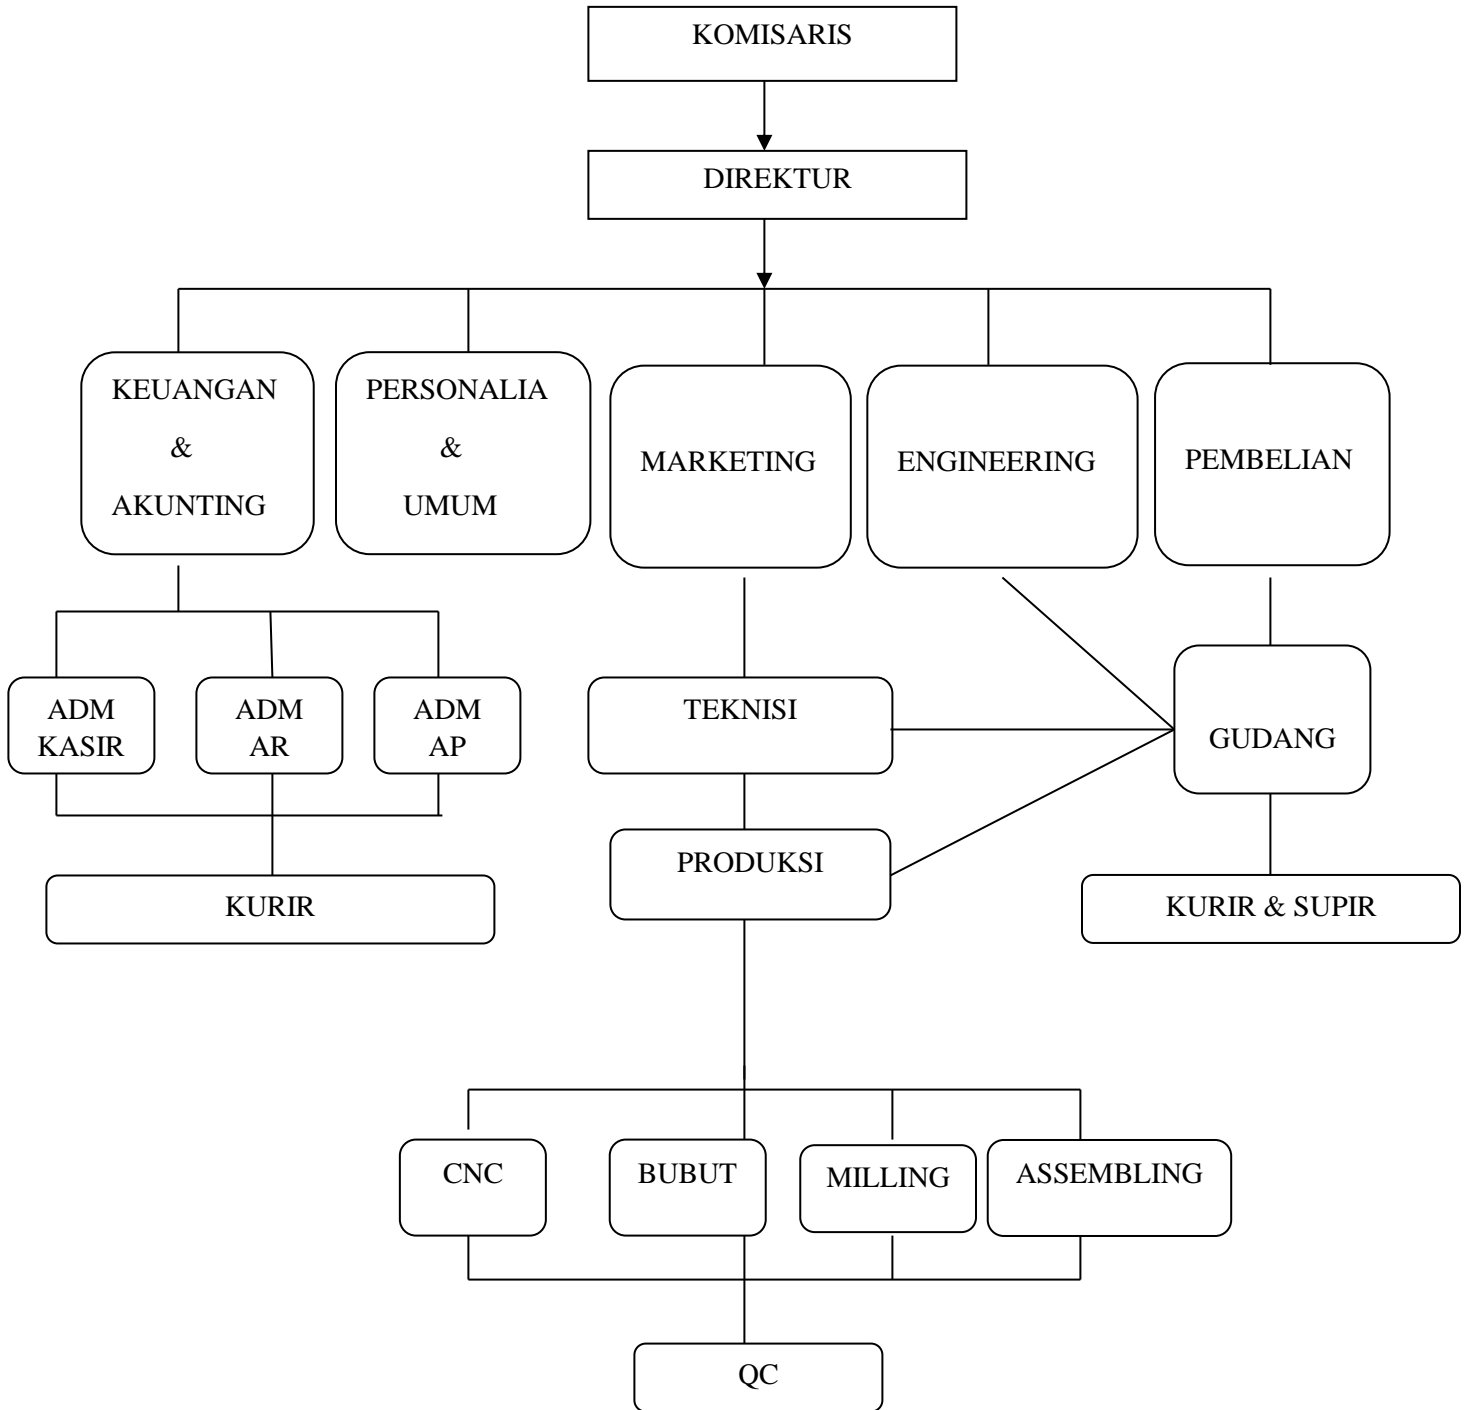 KOMISARIS
DIREKTUR
KEUANGAN
&
AKUNTING
PERSONALIA
&
UMUM
MARKETING
ENGINEERING
PEMBELIAN
ADM
KASIR
ADM
AR
ADM
AP
TEKNISI
GUDANG
PRODUKSI
KURIR
KURIR & SUPIR
CNC
BUBUT
MILLING
ASSEMBLING
QC